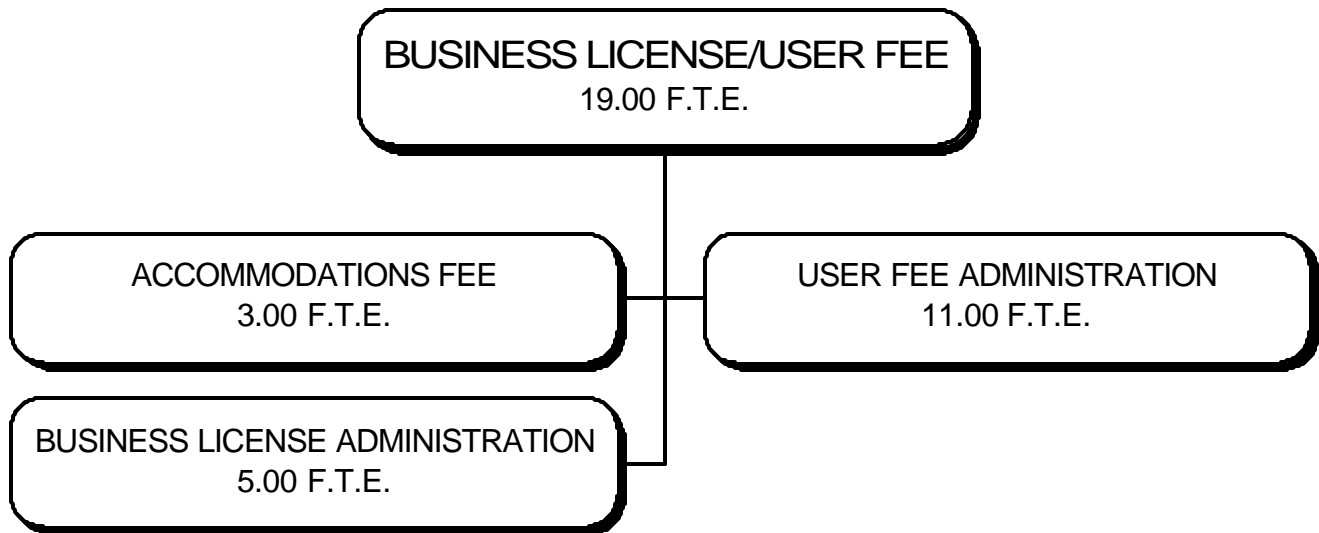 BUSINESS LICENSE/USER FEE
19.00 F.T.E.
ACCOMMODATIONS FEE
3.00 F.T.E.
USER FEE ADMINISTRATION
11.00 F.T.E.
BUSINESS LICENSE ADMINISTRATION
5.00 F.T.E.